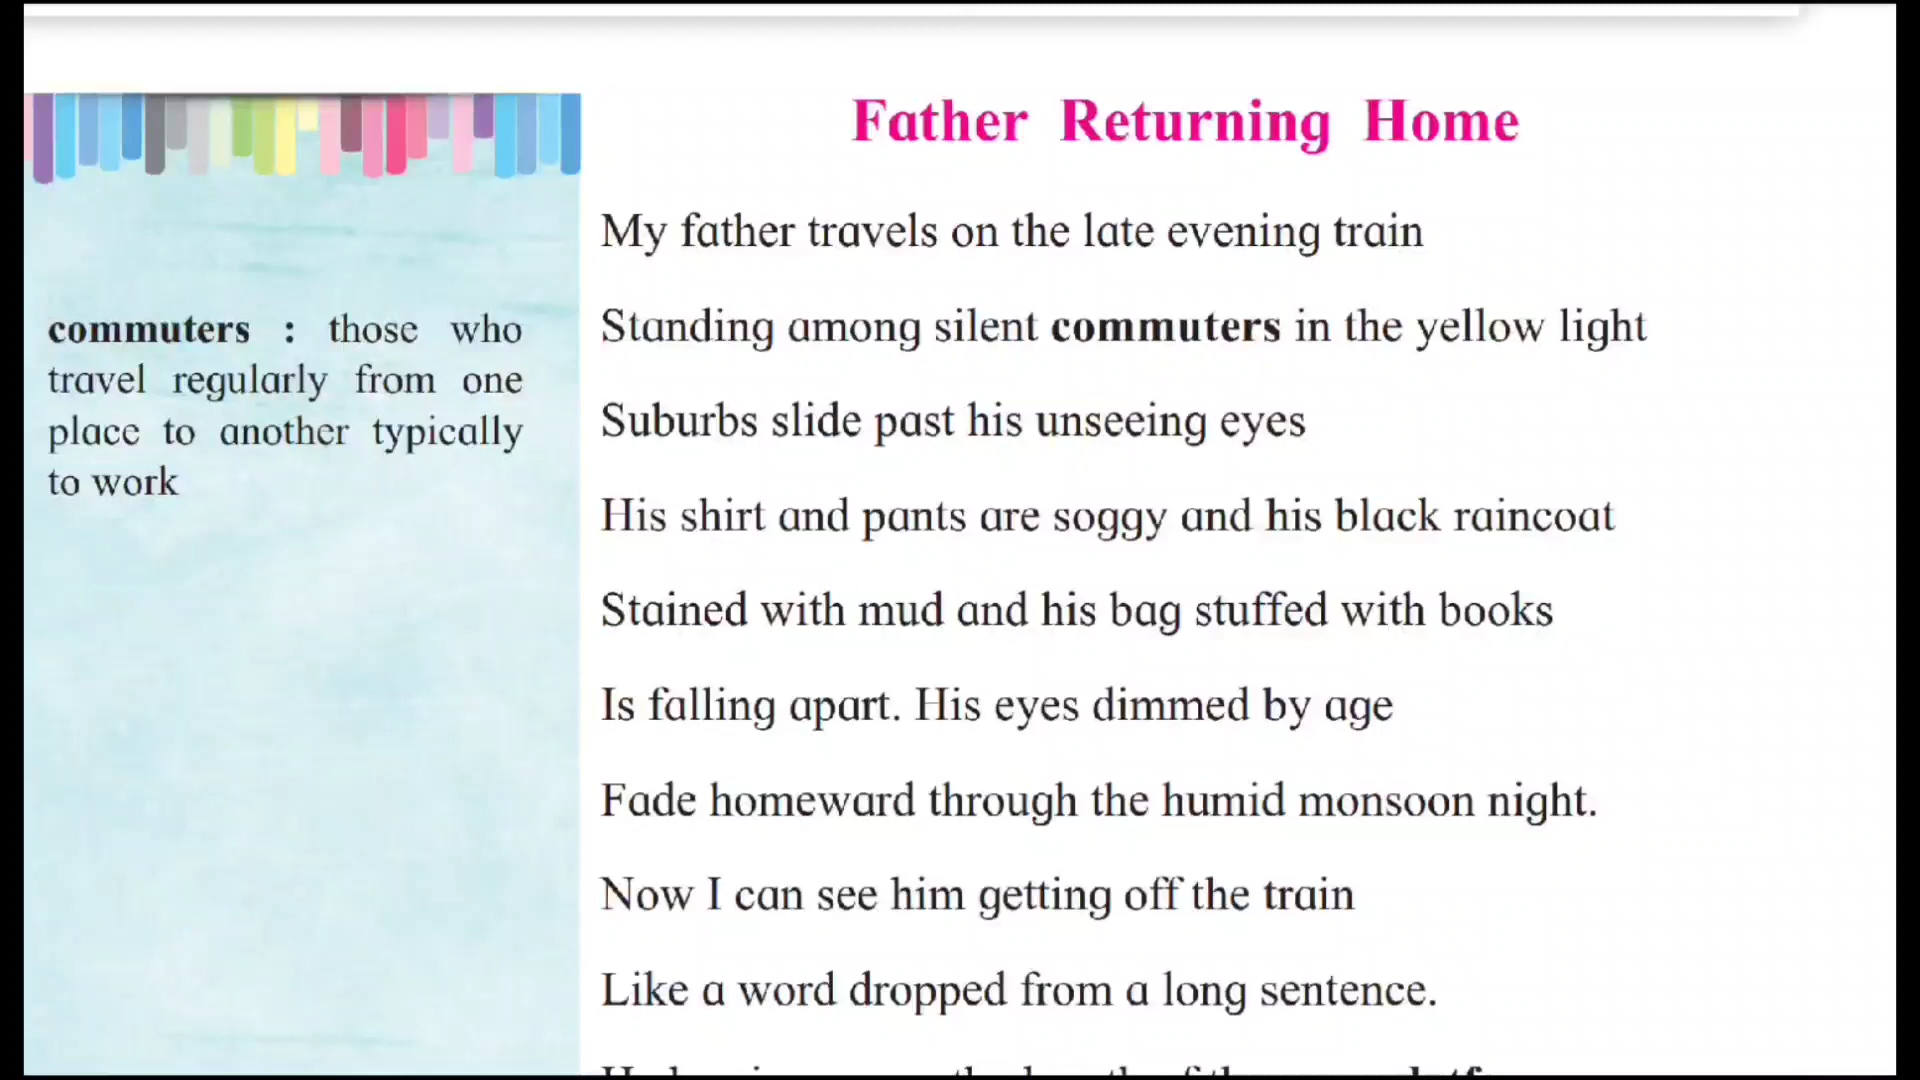 Father Returning Home
My father travels on the late evening train
Standing among silent commuters in the yellow light
Suburbs slide past his unseeing eyes
His shirt and pants are soggy and his black raincoat
Stained with mud and his bag stuffed with books
Is falling apart. His eyes dimmed by age
Fade homeward through the humid monsoon night.
Now I can see him getting off the train
Like a word dropped from a long sentence.
commuters : those who
travel regularly from one
place to another typically
to work